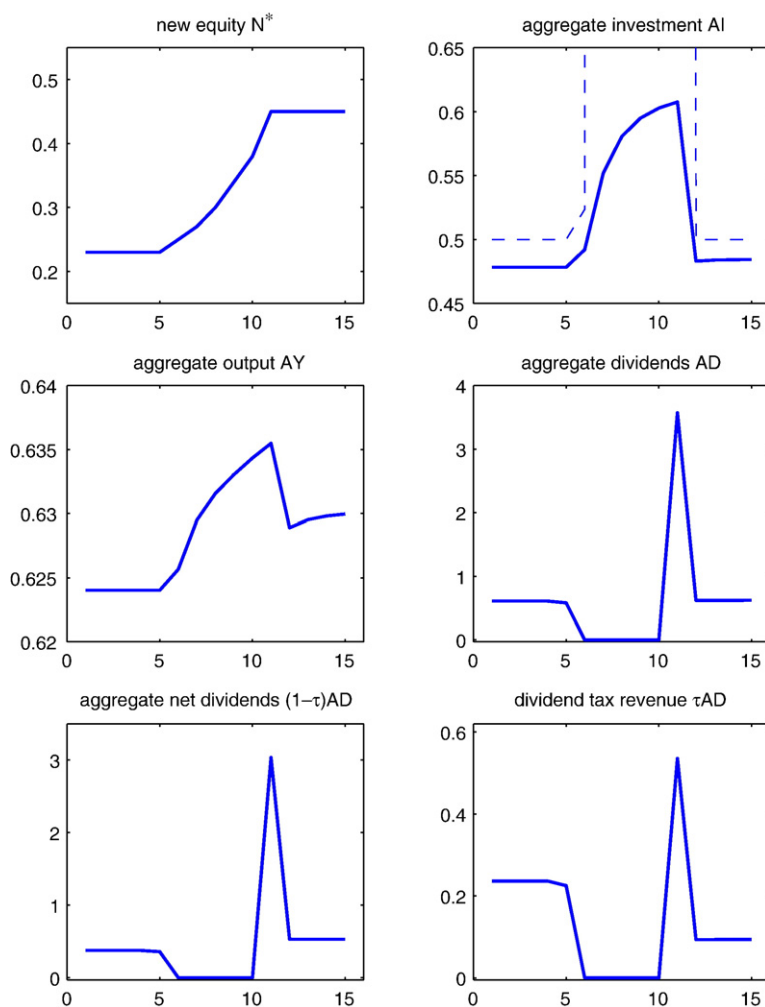 new equity N*
0.5
0.4
0.3
0.2
0 5 10 15
aggregate investment AI
0.65
0.6
0.55
0.5
0.45
0 5 10 15
aggregate output AY
0.64
0.635
0.63
0.625
0.62
0 5 10 15
aggregate dividends AD
4
3
2
1
0
0 5 10 15
aggregate net dividends (1−τ)AD
3
2
1
0
0 5 10 15
dividend tax revenue τAD
0.6
0.4
0.2
0
0 5 10 15